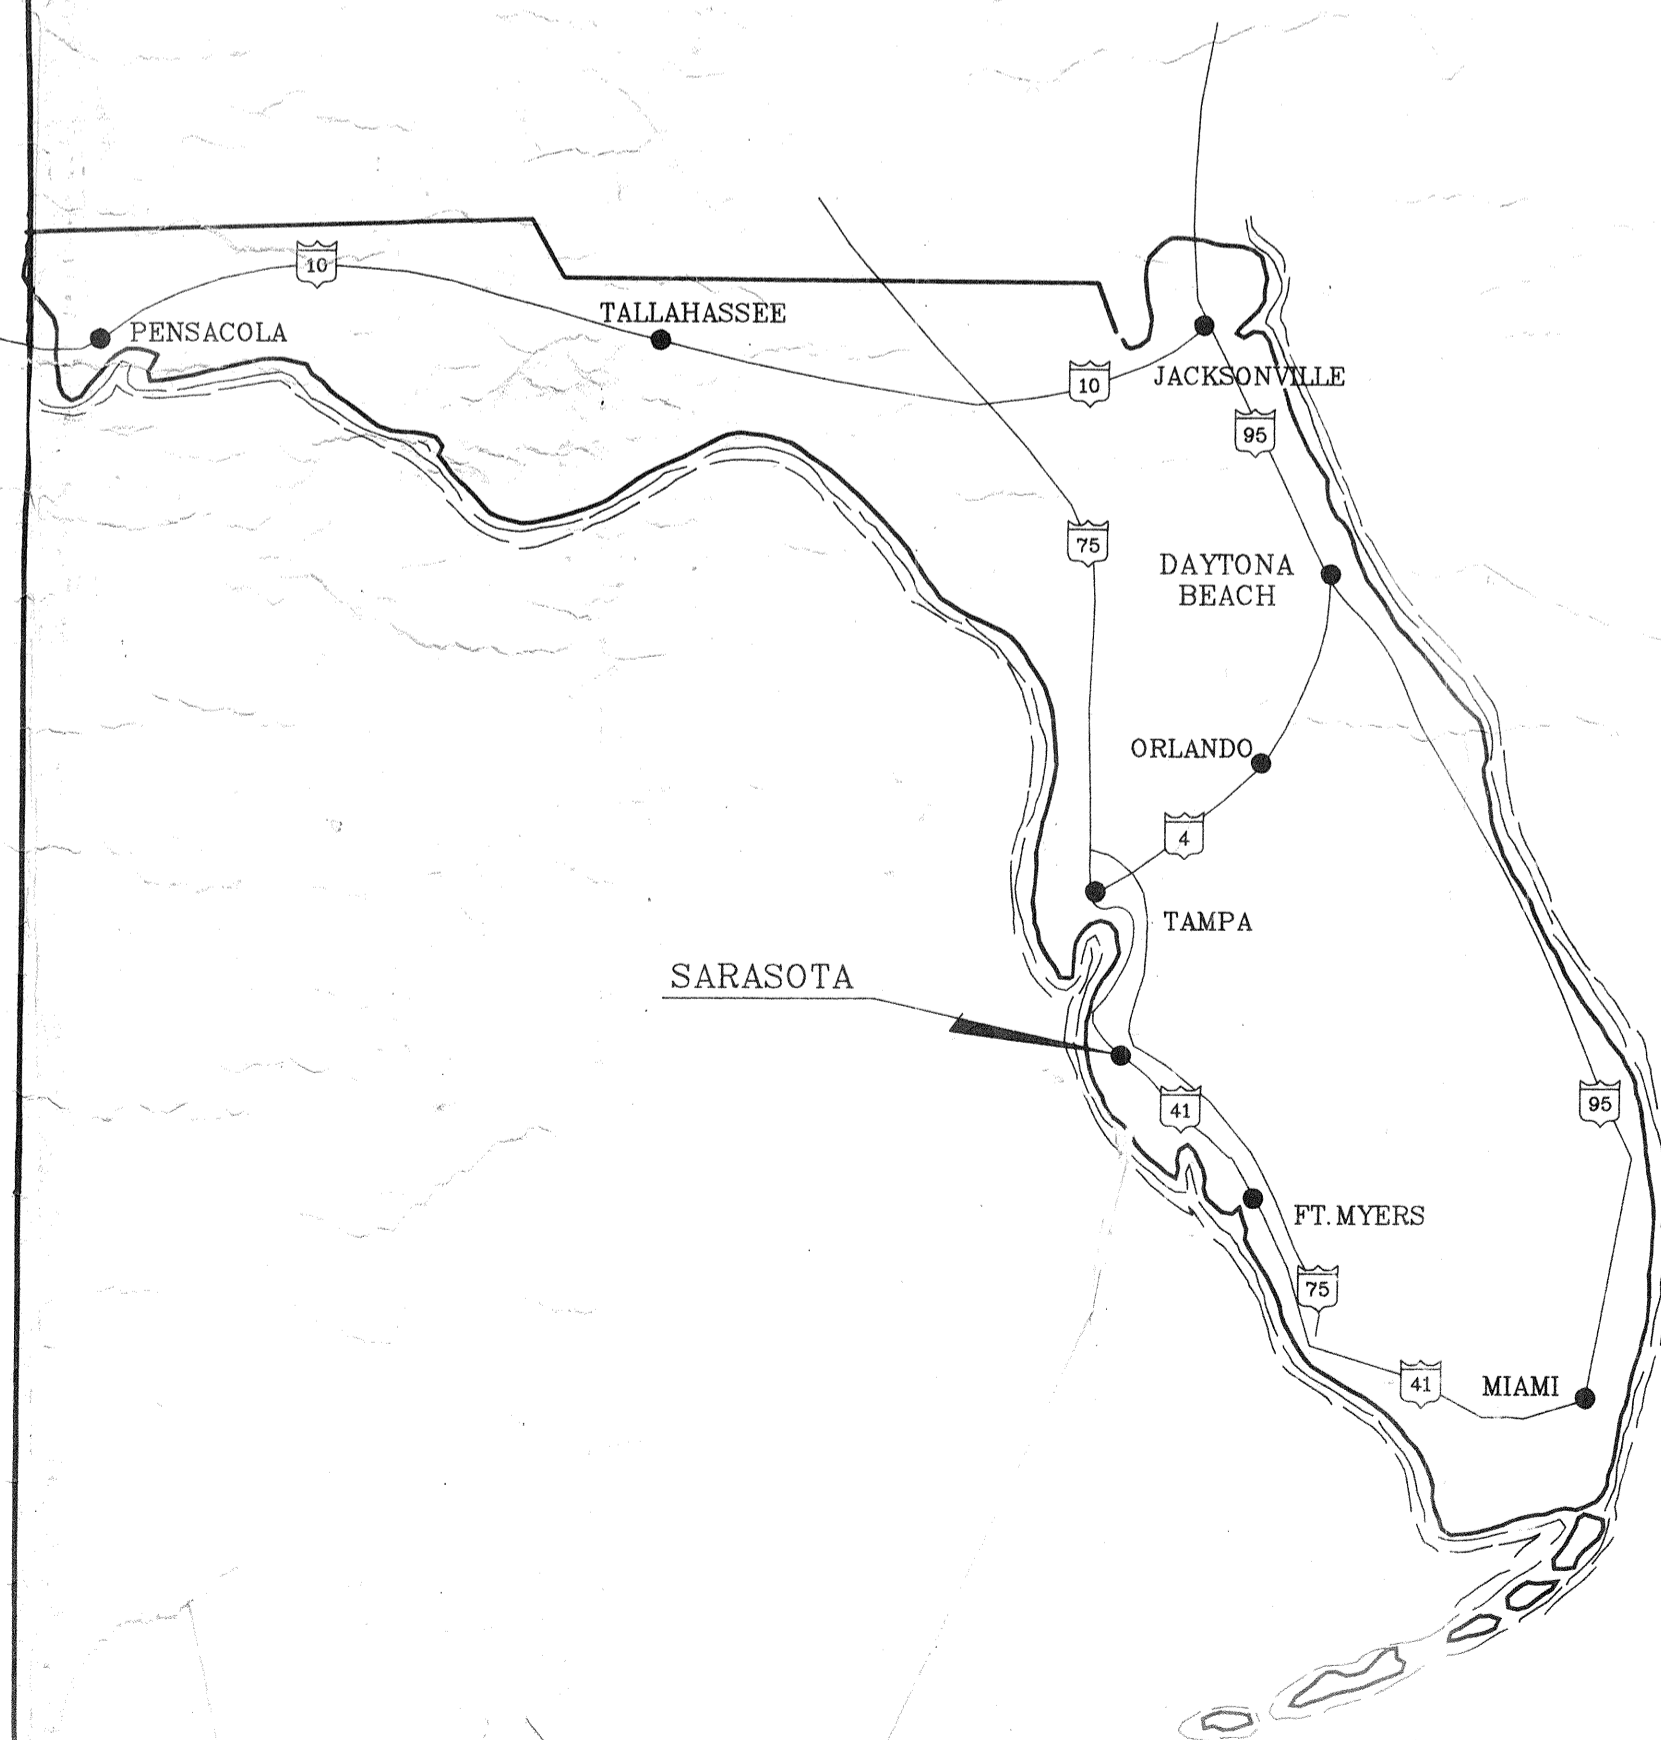 10
TALLAHASSEE
PENSACOLA
10
JACKSONVILLE
95
75
DAYTONA
BEACH
ORLANDO
4
TAMPA
SARASOTA
41
95
FT. MYERS
75
41
MIAMI